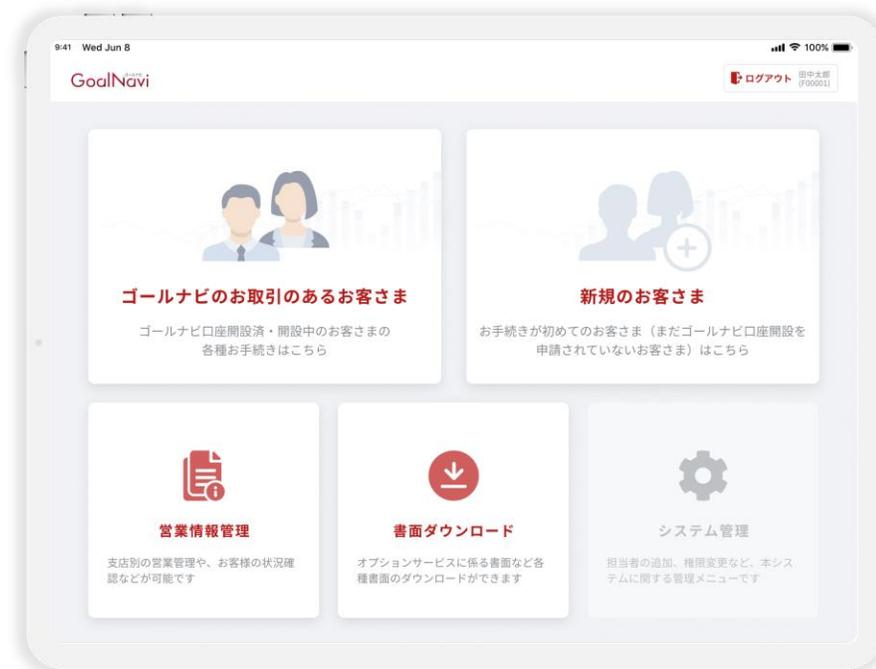 9:41 Wed Jun 8
100%
GoalNavi
ログアウト
田中太郎
(F00001)
ゴールナビのお取引のあるお客さま
ゴールナビ口座開設済・開設中のお客さまの
各種お手続きはこちら
新規のお客さま
お手続きが初めてのお客さま（まだゴールナビ口座開設を
申請されていないお客さま）はこちら
営業情報管理
支店別の営業管理や、お客様の状況確
認などが可能です
書面ダウンロード
オプションサービスに係る書面など各
種書面のダウンロードができます
システム管理
担当者の追加、権限変更など、本シス
テムに関する管理メニューです